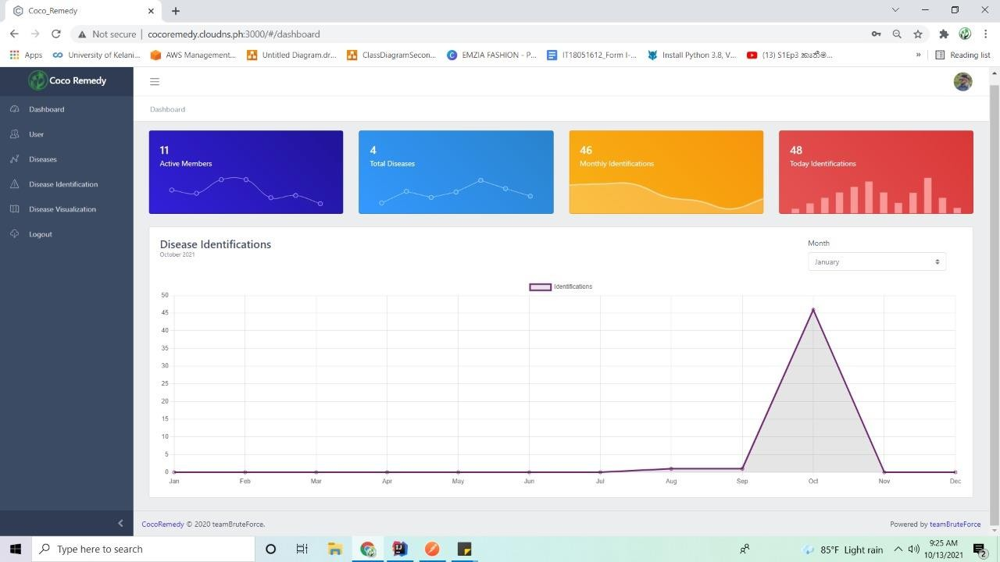 Coco_Remedy
Not secure | cocoremedy.cloudns.ph:3000/#/dashboard
Apps University of Kelani... AWS Management... Untitled Diagram.dr... ClassDiagramSecon... EMZIA FASHION - P... IT18051612_Form I-... Install Python 3.8, V... (13) S1Ep3 » Reading list
Coco Remedy
Dashboard
User
Diseases
Disease Identification
Disease Visualization
Logout
Dashboard
11
Active Members
4
Total Diseases
46
Monthly Identifications
48
Today Identifications
Disease Identifications
October 2021
Month
January
Identifications
50
45
40
35
30
25
20
15
10
5
0
Jan Feb Mar Apr May Jun Jul Aug Sep Oct Nov Dec
CocoRemedy © 2020 teamBruteForce.
Powered by teamBruteForce
Type here to search
85°F Light rain
9:25 AM
10/13/2021
2